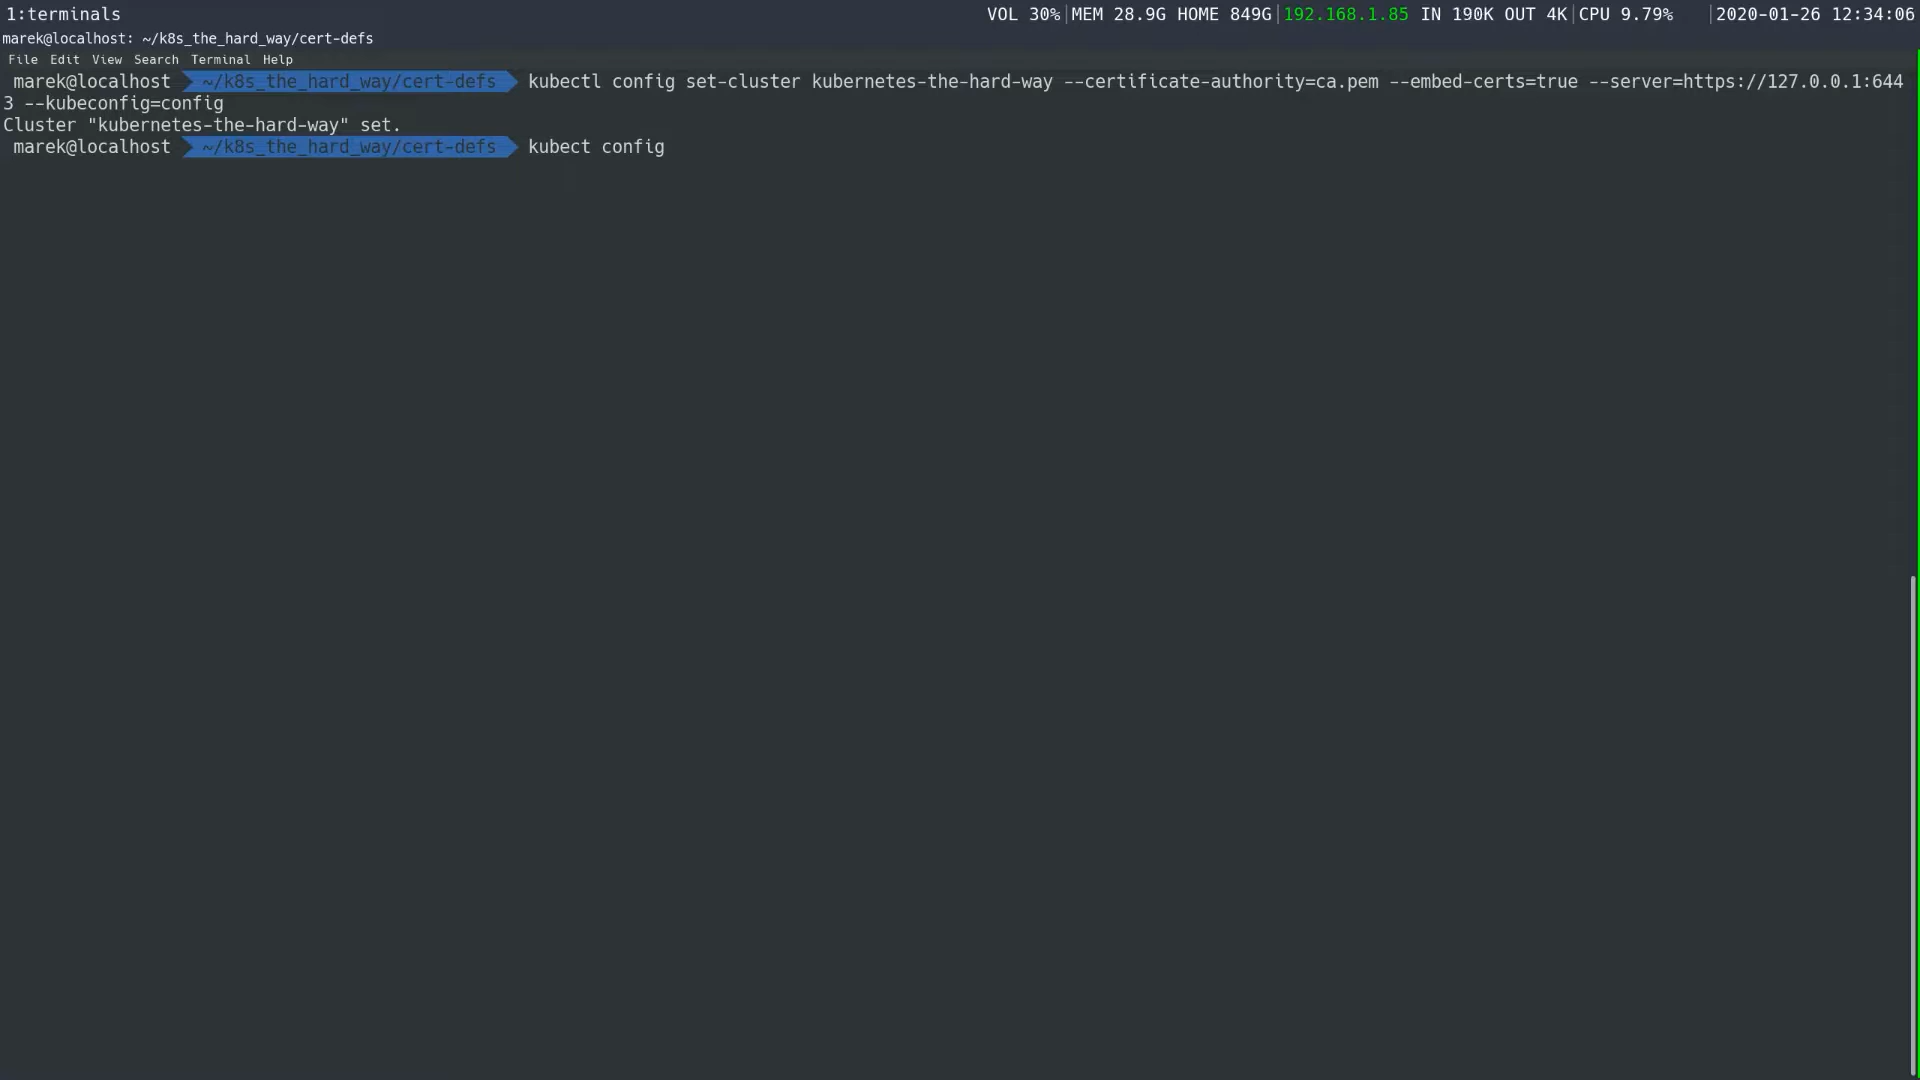 1:terminals VOL 30%|MEM 28.9G HOME 849G|192.168.1.85 IN 190K OUT 4K|CPU 9.79% |2020-01-26 12:34:06
marek@localhost: ~/k8s_the_hard_way/cert-defs
File Edit View Search Terminal Help
marek@localhost ~/k8s_the_hard_way/cert-defs kubectl config set-cluster kubernetes-the-hard-way --certificate-authority=ca.pem --embed-certs=true --server=https://127.0.0.1:644
3 --kubeconfig=config
Cluster "kubernetes-the-hard-way" set.
marek@localhost ~/k8s_the_hard_way/cert-defs kubect config